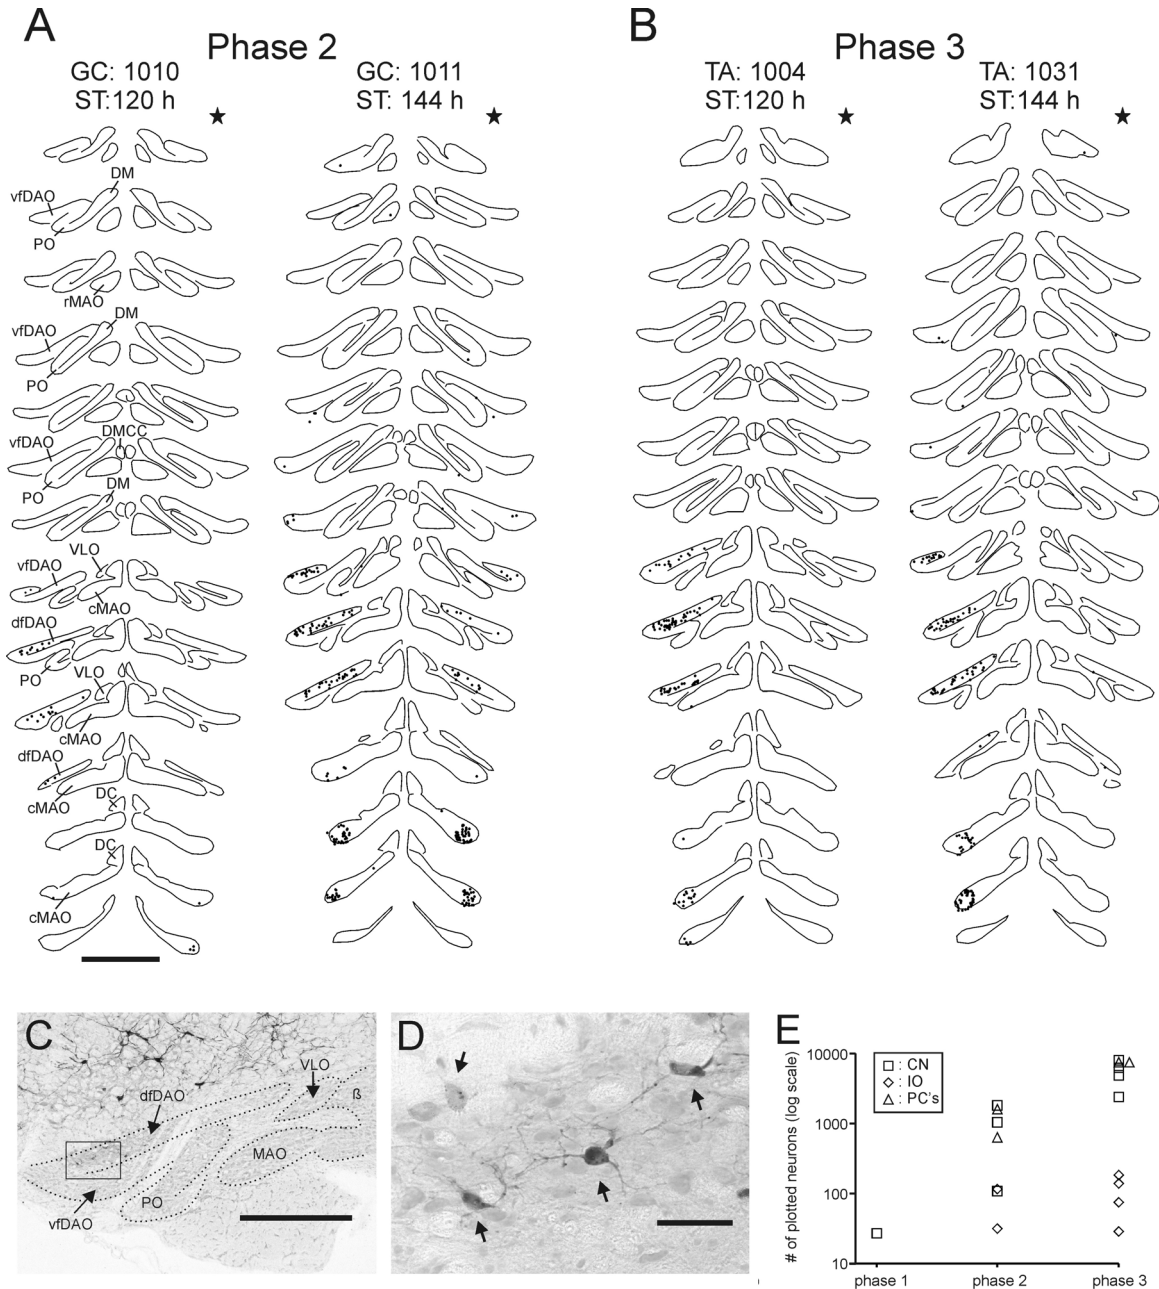 A
Phase 2
GC: 1010
ST:120 h
GC: 1011
ST: 144 h
B
Phase 3
TA: 1004
ST:120 h
TA: 1031
ST:144 h
DM
vfDAO
PO
rMAO
DM
vfDAO
PO
DMCC
vfDAO
PO
DM
VLO
vfDAO
cMAO
dfDAO
PO
VLO
cMAO
dfDAO
cMAO
DC
DC
cMAO
C
VLO
ß
dfDAO
MAO
PO
vfDAO
D
E
# of plotted neurons (log scale)
10000
1000
100
10
: CN
: IO
: PC's
phase 1
phase 2
phase 3